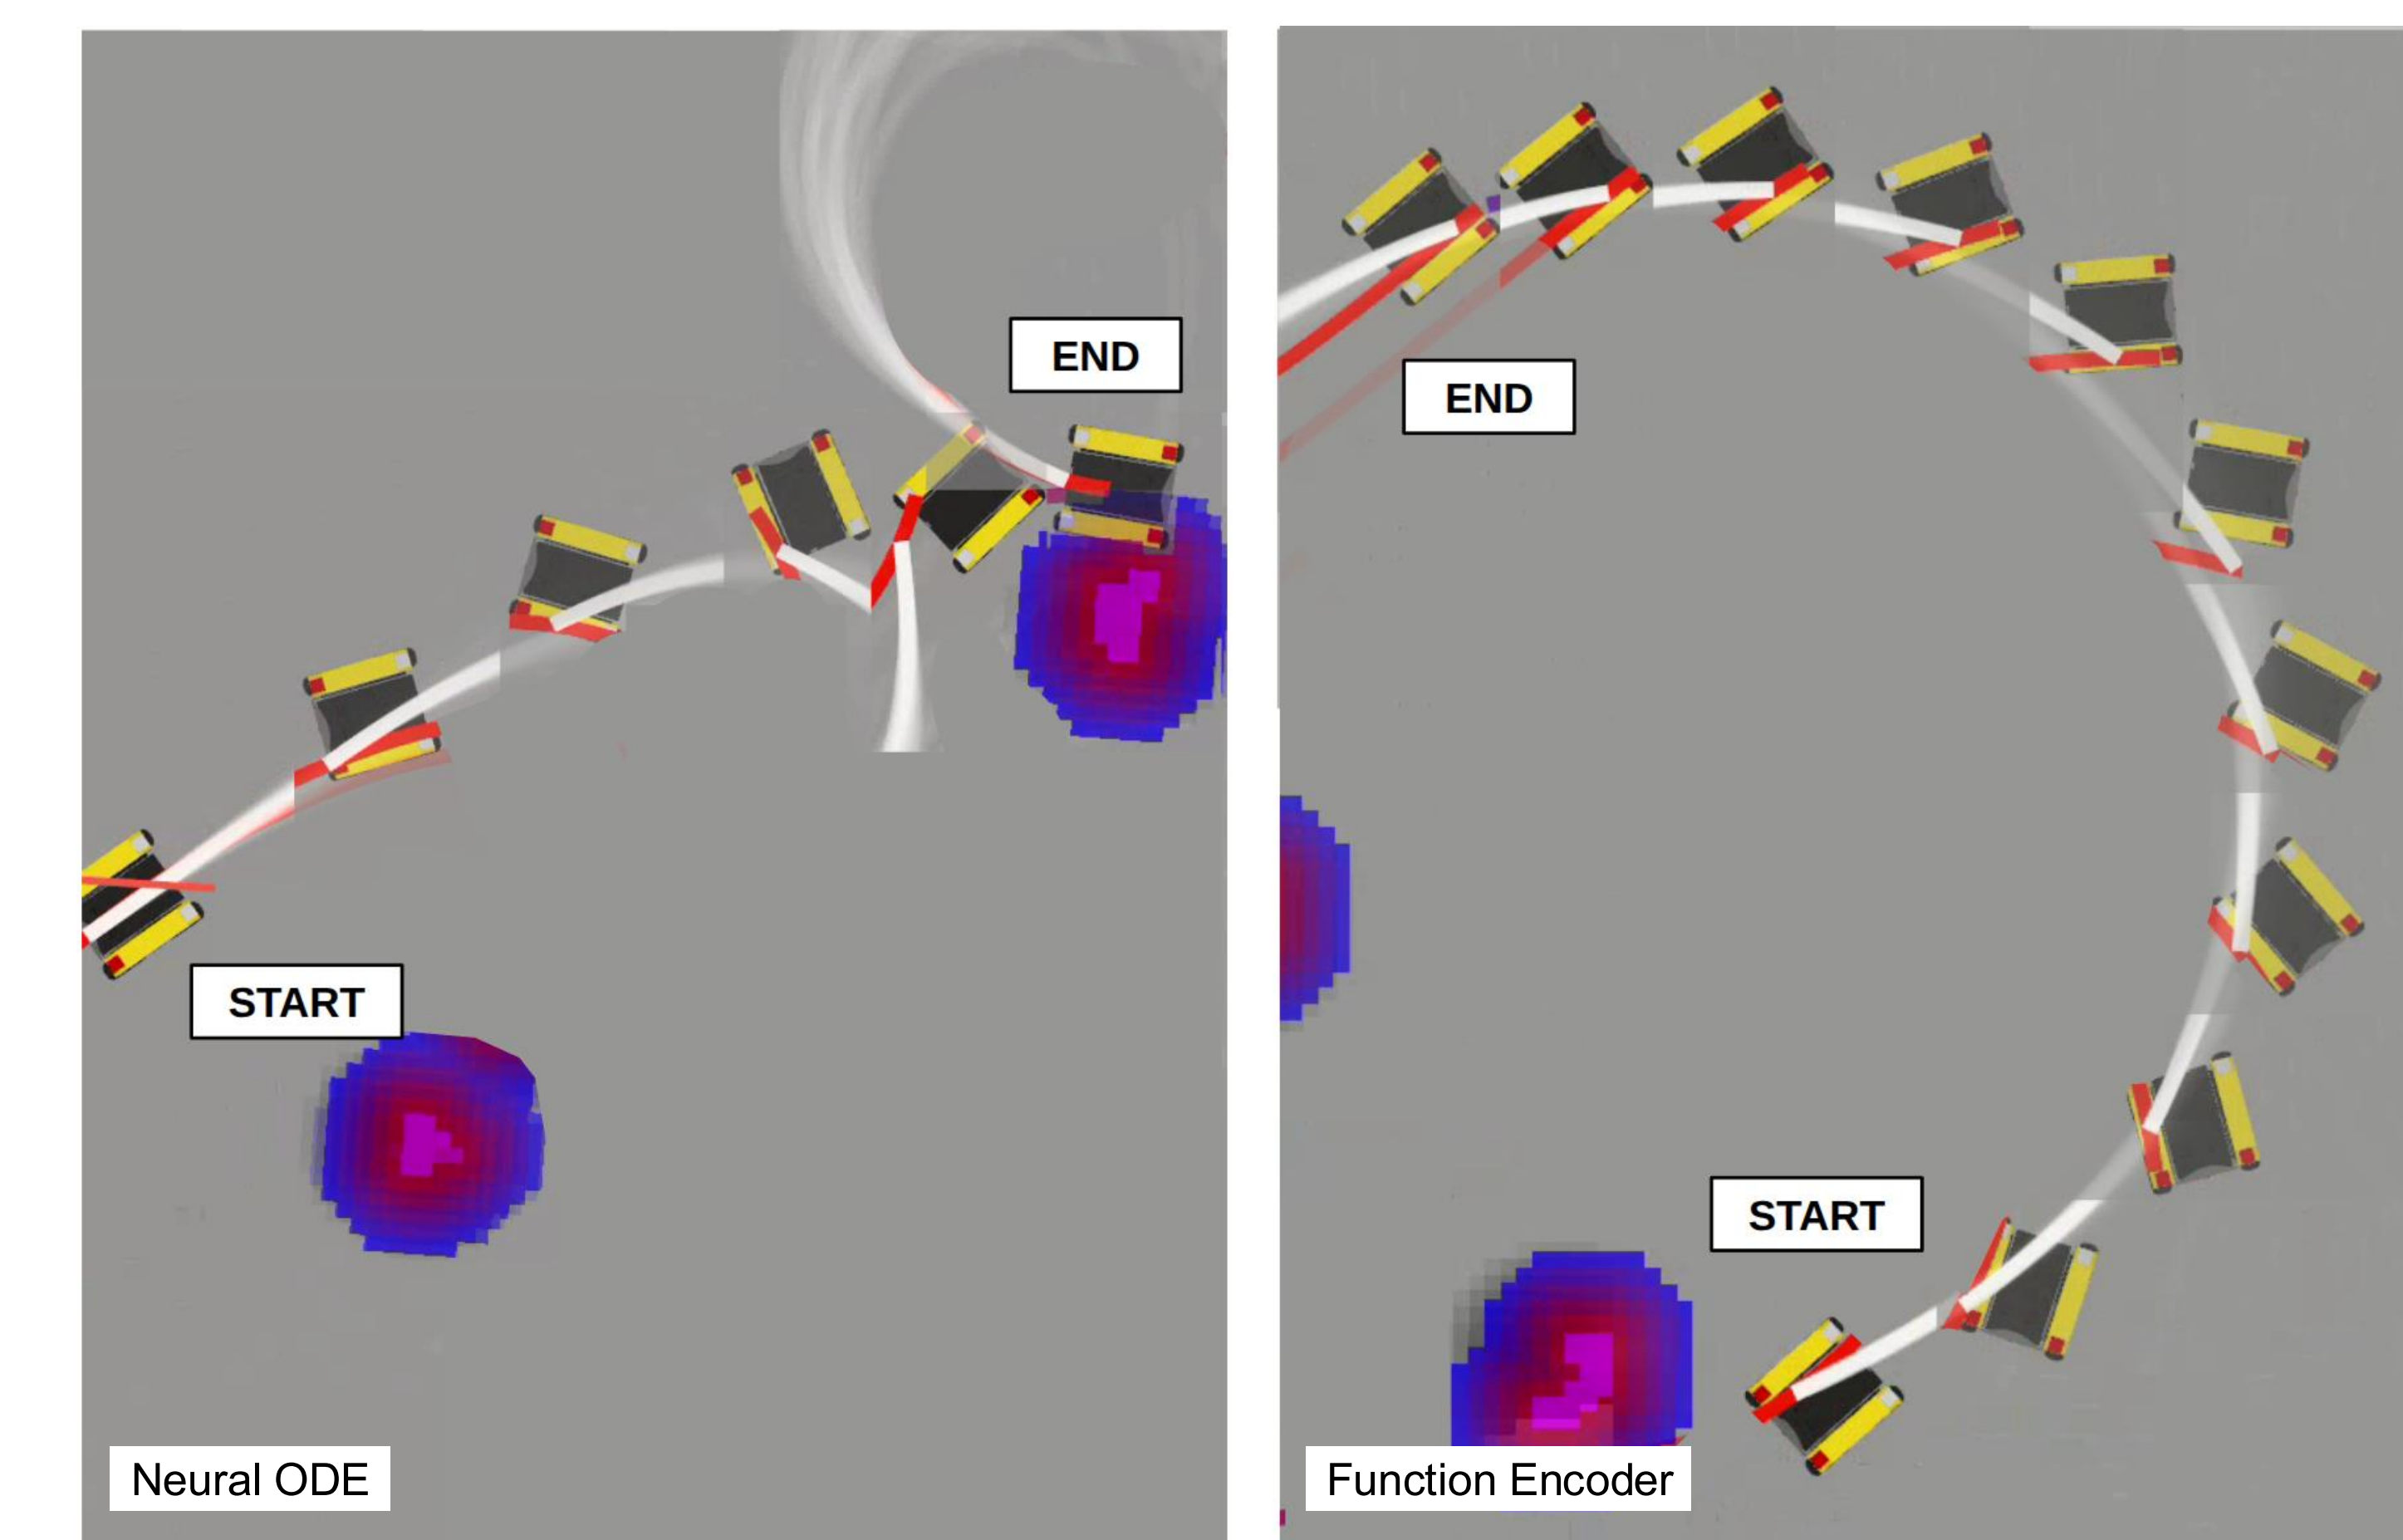 END
START
Neural ODE
END
START
Function Encoder